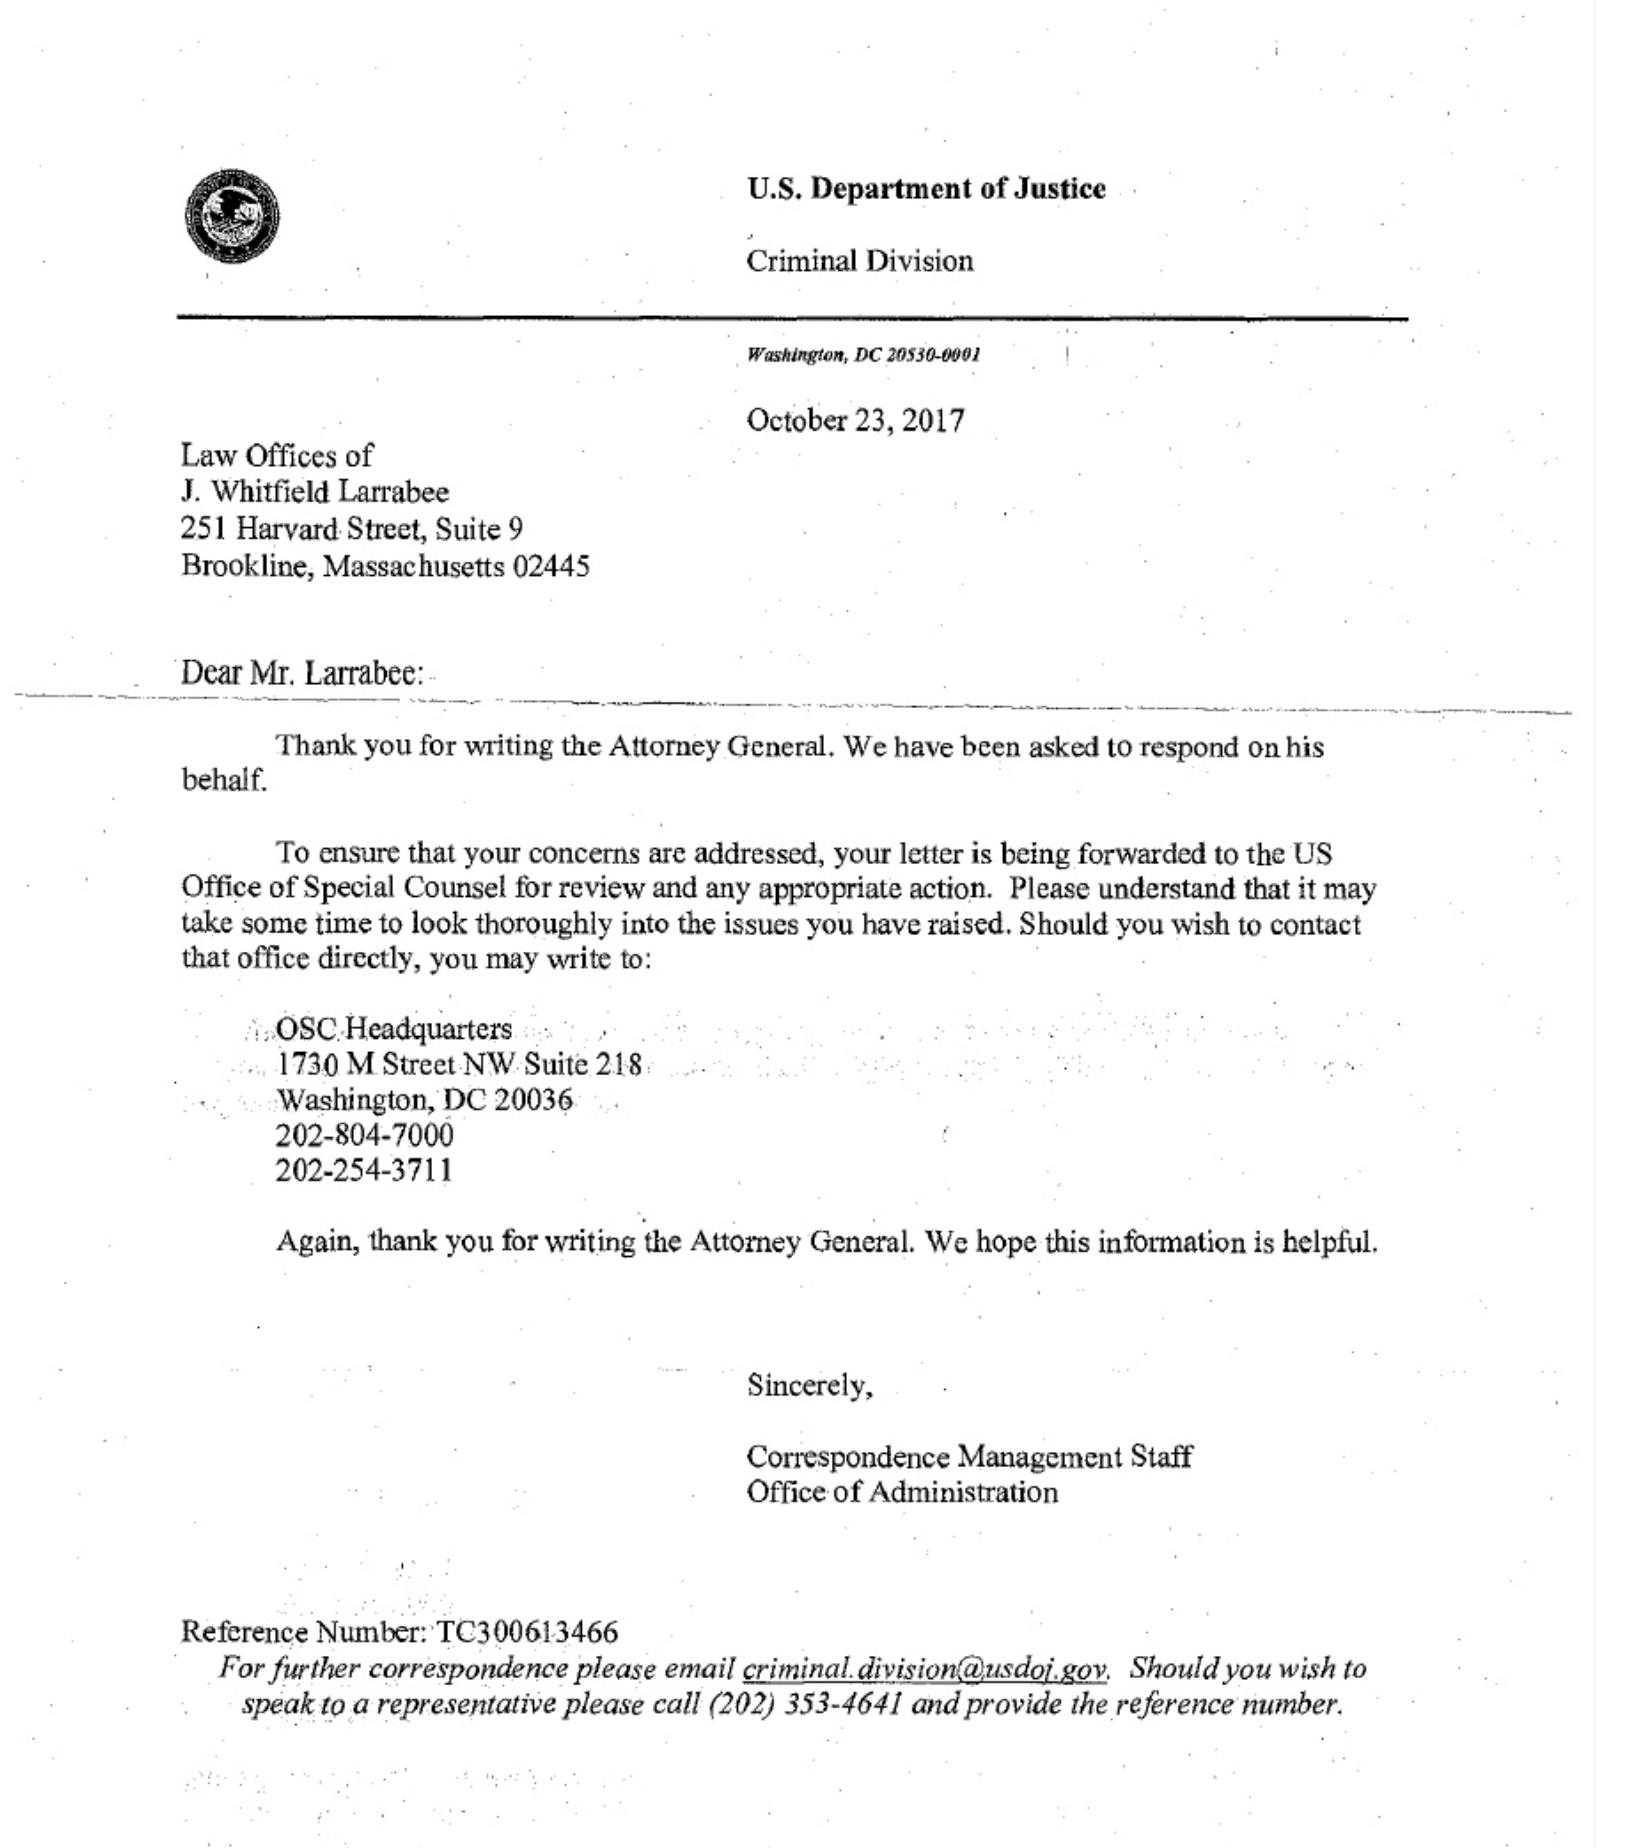 U.S. Department of Justice
Criminal Division
Washington, DC 20530-0001
October 23, 2017
Law Offices of
J. Whitfield Larrabee
251 Harvard Street, Suite 9
Brookline, Massachusetts 02445
Dear Mr. Larrabee:
Thank you for writing the Attorney General. We have been asked to respond on his
behalf.
To ensure that your concerns are addressed, your letter is being forwarded to the US
Office of Special Counsel for review and any appropriate action. Please understand that it may
take some time to look thoroughly into the issues you have raised. Should you wish to contact
that office directly, you may write to:
OSC Headquarters
1730 M Street NW Suite 218
Washington, DC 20036
202-804-7000
202-254-3711
Again, thank you for writing the Attorney General. We hope this information is helpful.
Sincerely,
Correspondence Management Staff
Office of Administration
Reference Number: TC300613466
For further correspondence please email criminal.division@usdoj.gov. Should you wish to
speak to a representative please call (202) 353-4641 and provide the reference number.